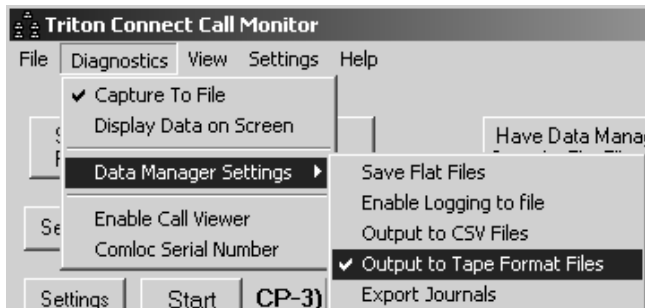 Triton Connect Call Monitor
File Diagnostics View Settings Help
Capture To File
Display Data on Screen
Data Manager Settings
Enable Call Viewer
Comloc Serial Number
Have Data Mana
Save Flat Files
Enable Logging to file
Output to CSV Files
Output to Tape Format Files
Export Journals
Se
Settings Start CP-3)